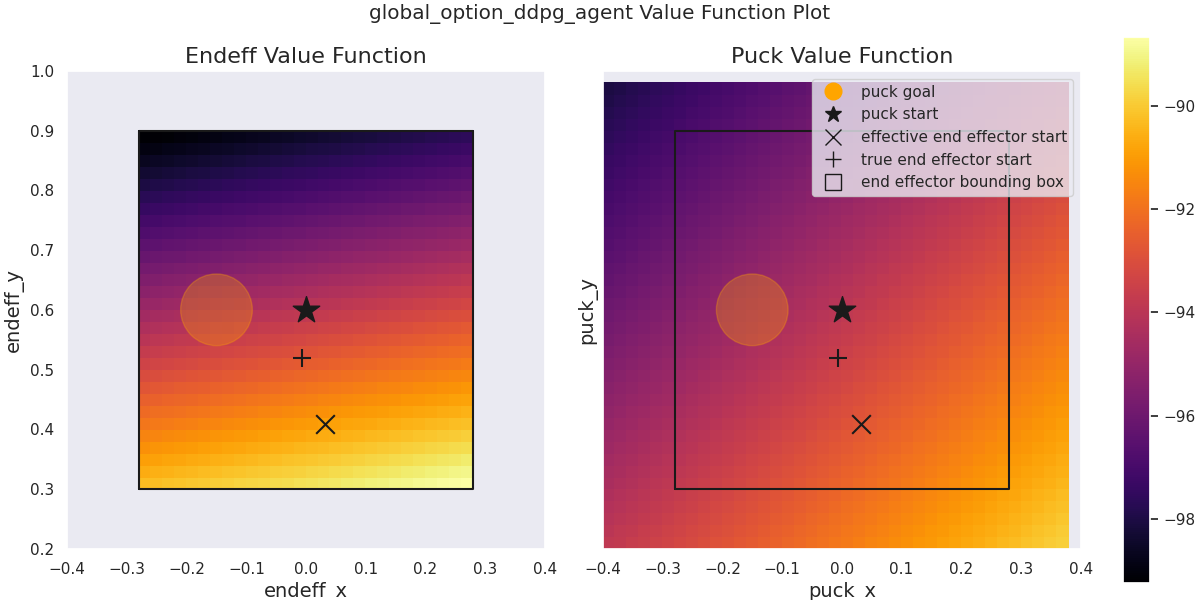 global_option_ddpg_agent Value Function Plot
Endeff Value Function
endeff_y
1.0
0.9
0.8
0.7
0.6
0.5
0.4
0.3
0.2
−0.4 −0.3 −0.2 −0.1 0.0 0.1 0.2 0.3 0.4
endeff_x
Puck Value Function
puck goal
puck start
effective end effector start
true end effector start
end effector bounding box
puck_y
−0.4 −0.3 −0.2 −0.1 0.0 0.1 0.2 0.3 0.4
puck_x
−90
−92
−94
−96
−98